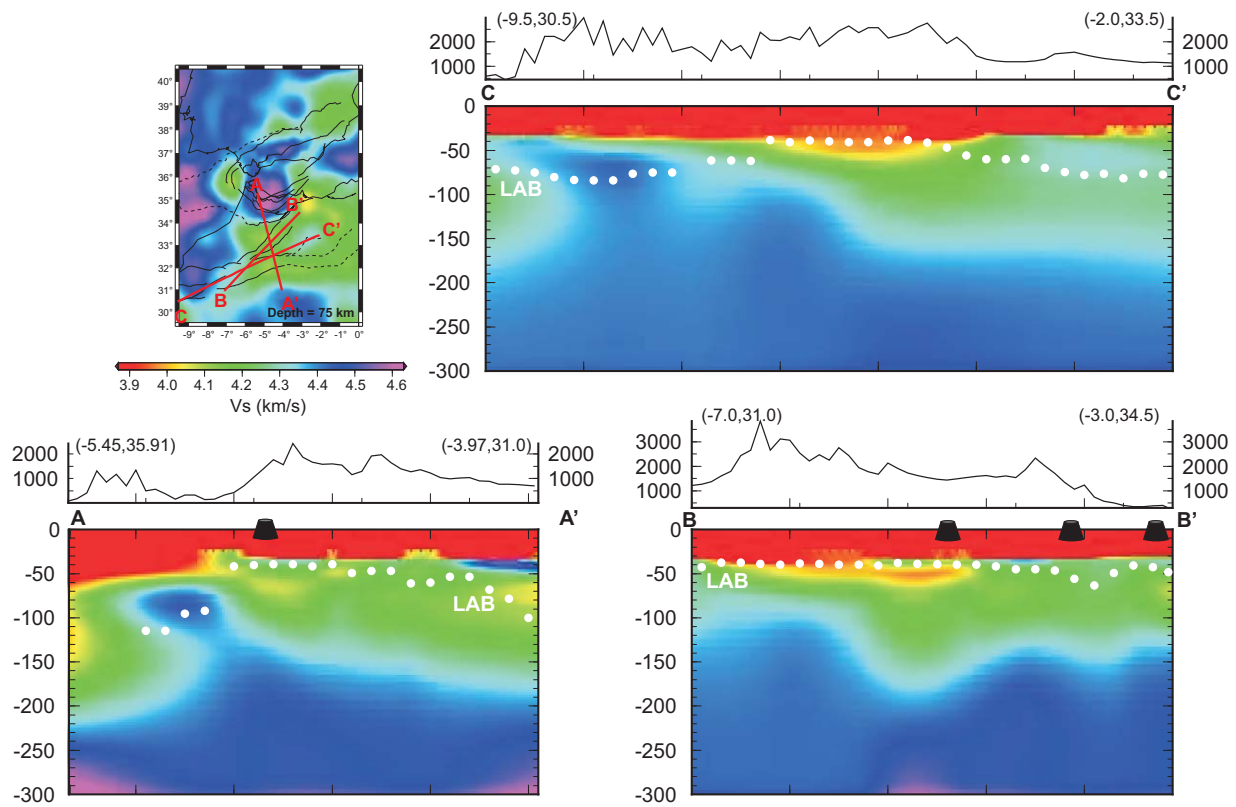 (-9.5,30.5) (-2.0,33.5)
2000 2000
1000 1000
C C'
0
-50
-100
-150
-200
-250
-300
LAB
40°
39°
38°
37°
36°
35°
34°
33°
32°
31°
30°
A
B'
C'
B
A'
C
Depth = 75 km
-9° -8° -7° -6° -5° -4° -3° -2° -1° 0°
3.9 4.0 4.1 4.2 4.3 4.4 4.5 4.6
Vs (km/s)
(-5.45,35.91) (-3.97,31.0)
2000 2000
1000 1000
A A'
0
-50
-100
-150
-200
-250
-300
LAB
(-7.0,31.0) (-3.0,34.5)
3000 3000
2000 2000
1000 1000
B B'
0
-50
-100
-150
-200
-250
-300
LAB